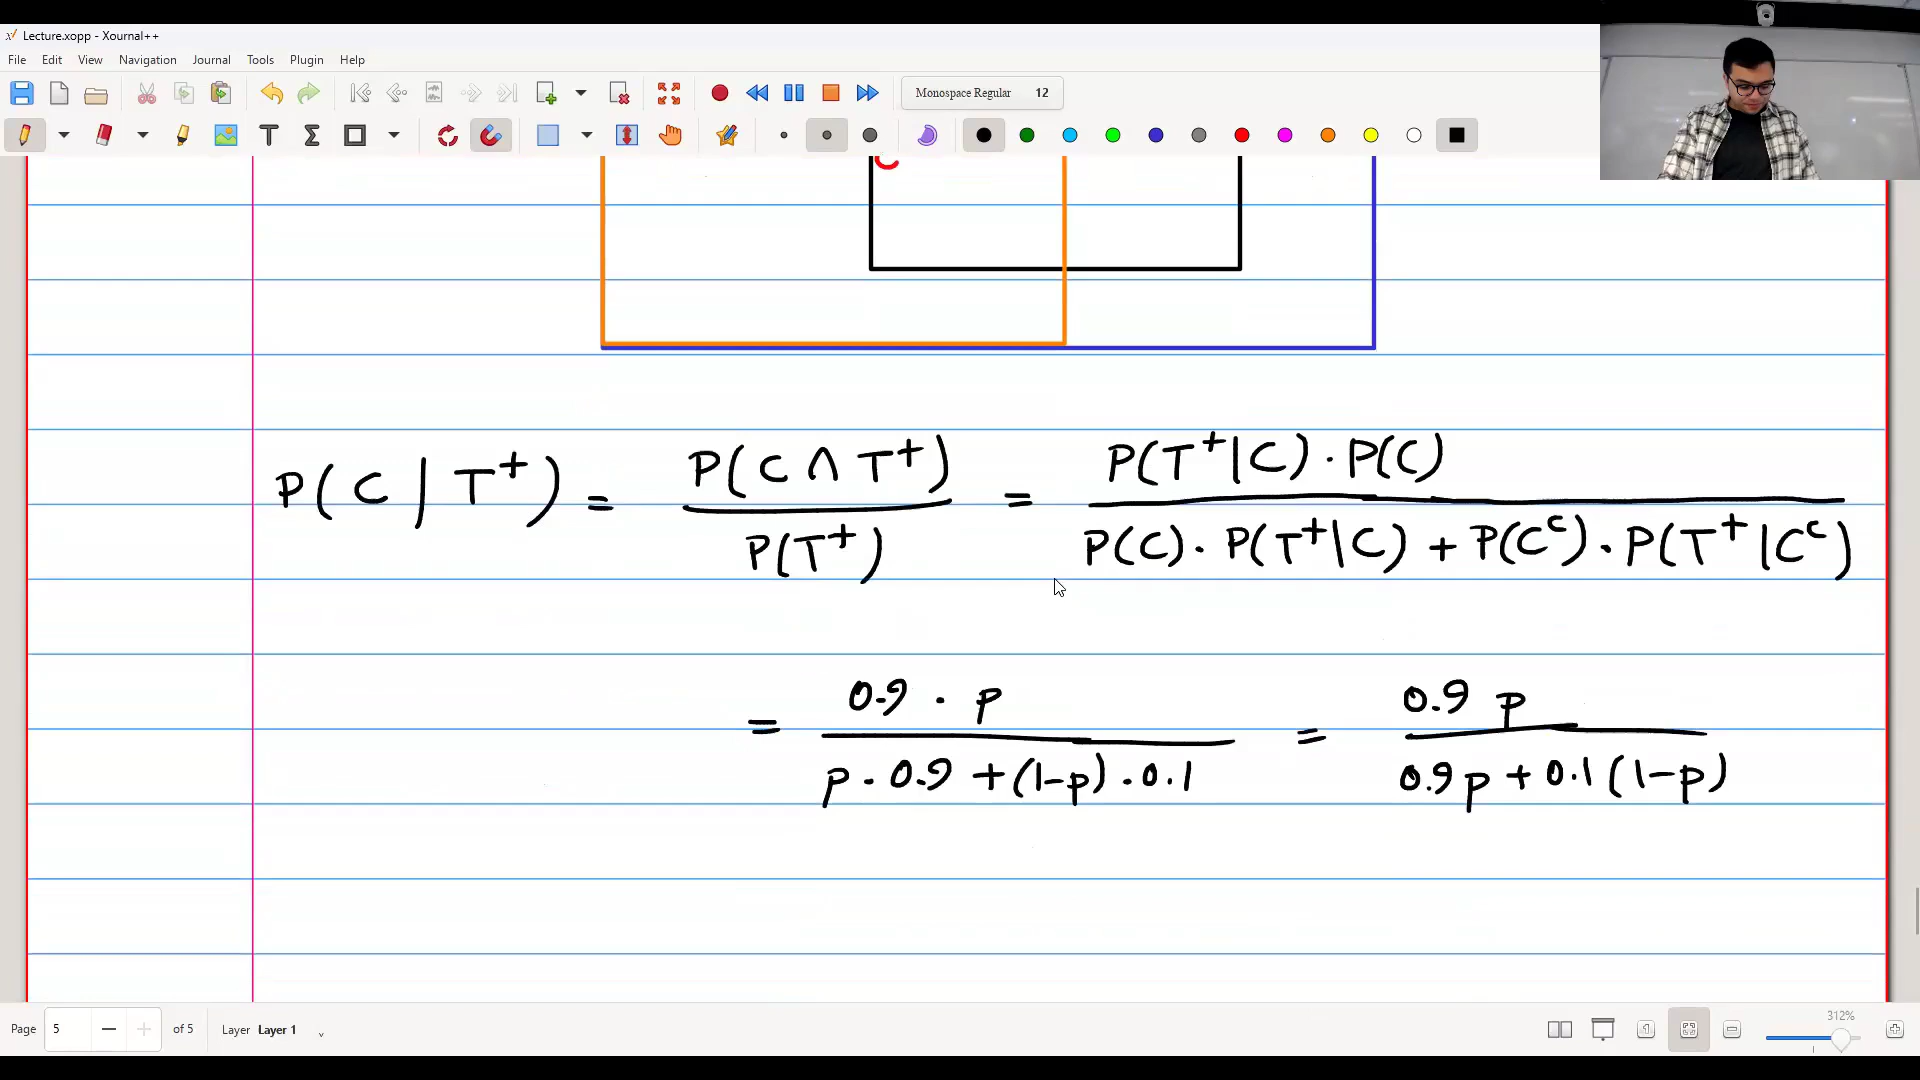 Lecture.xopp - Xournal++
File Edit View Navigation Journal Tools Plugin Help
Monospace Regular 12
C
P(C | T⁺) = P(C ∩ T⁺) / P(T⁺) = P(T⁺|C) · P(C) / P(C) · P(T⁺|C) + P(Cᶜ) · P(T⁺|Cᶜ)
= 0.9 · p / p · 0.9 + (1-p) · 0.1 = 0.9 p / 0.9p + 0.1(1-p)
Page 5 of 5 Layer Layer 1 312%